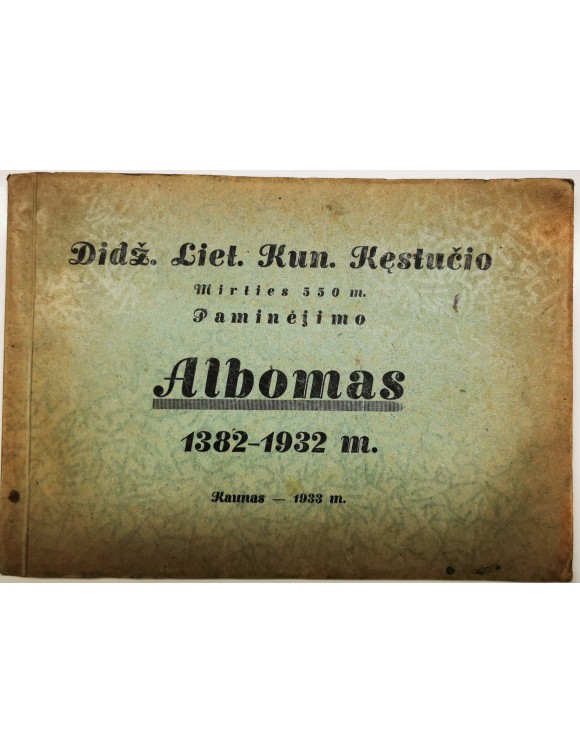 Didž. Liet. Kun. Kęstučio
Mirties 550 m.
Paminėjimo
Albomas
1382-1932 m.
Kaunas — 1933 m.